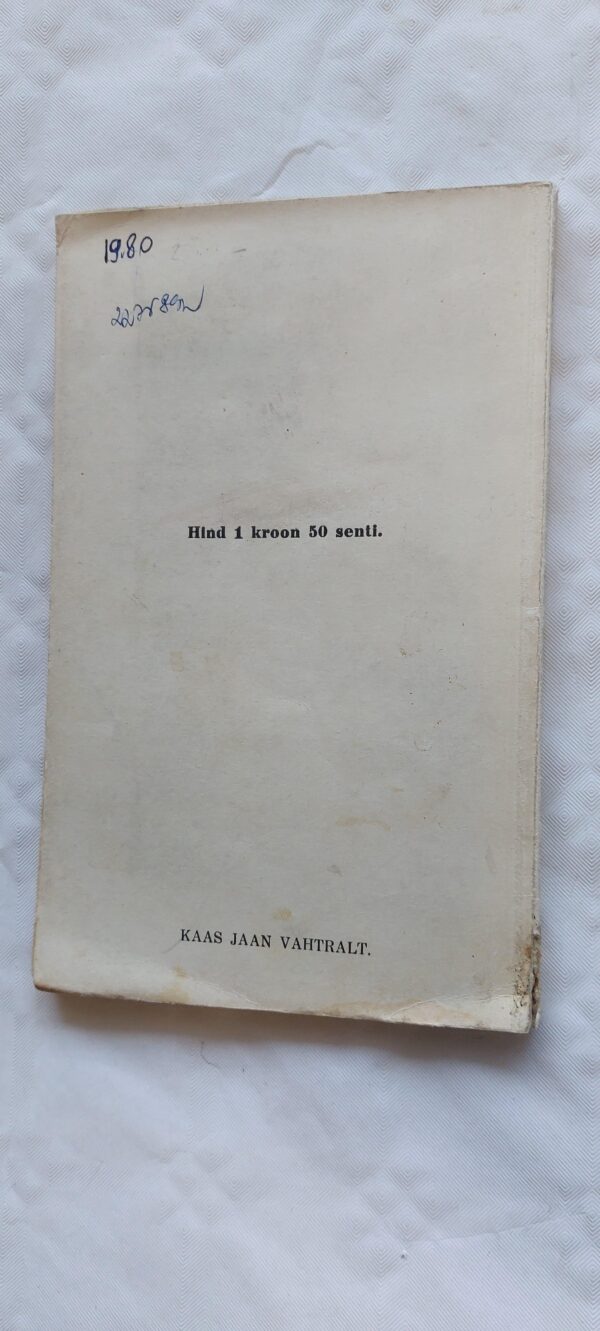 19.80
Hind 1 kroon 50 senti.
KAAS JAAN VAHTRALT.